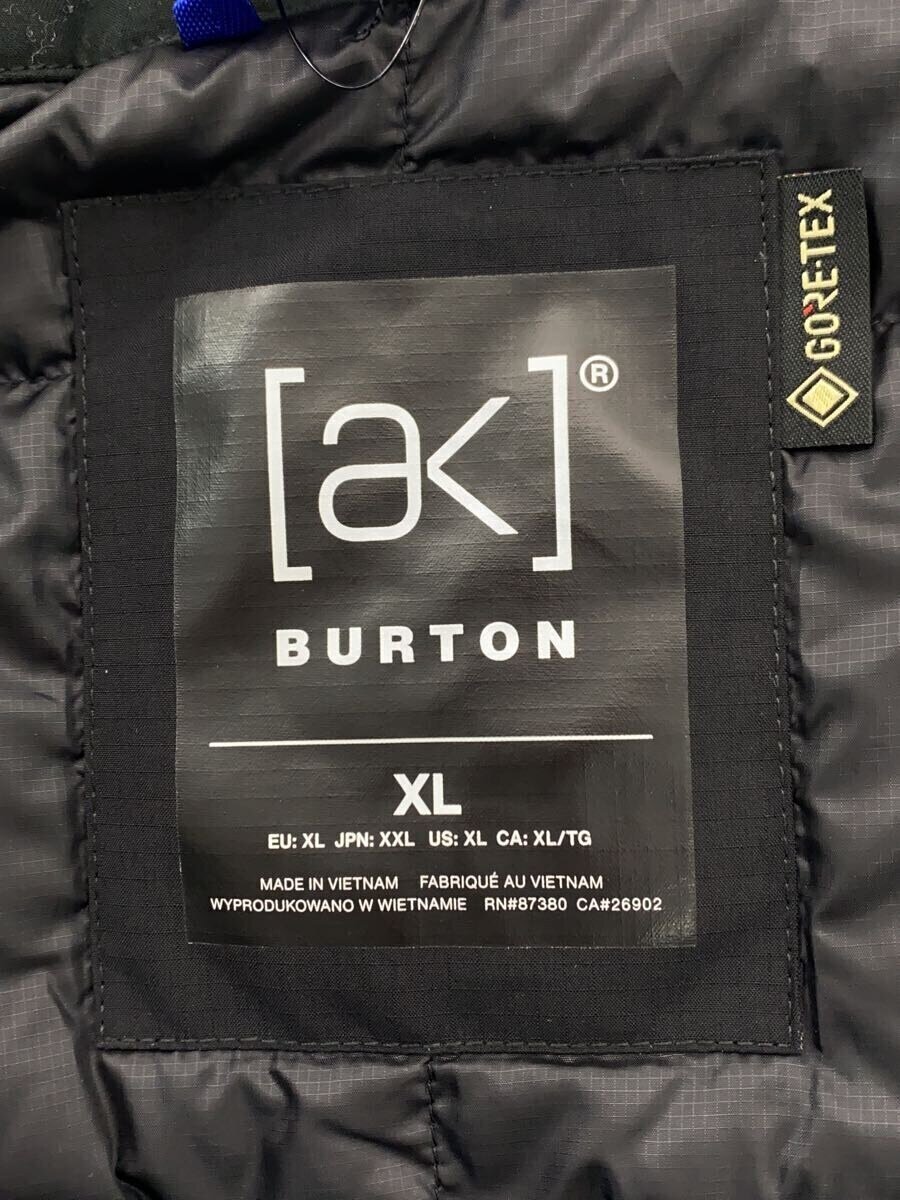 GORE-TEX
[ak]®
BURTON
XL
EU: XL JPN: XXL US: XL CA: XL/TG
MADE IN VIETNAM FABRIQUÉ AU VIETNAM
WYPRODUKOWANO W WIETNAMIE RN#87380 CA#26902